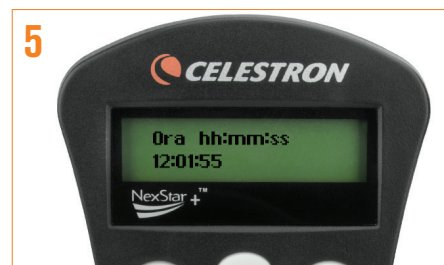 5
CELESTRON
Ora hh:mm:ss
12:01:55
NexStar +™